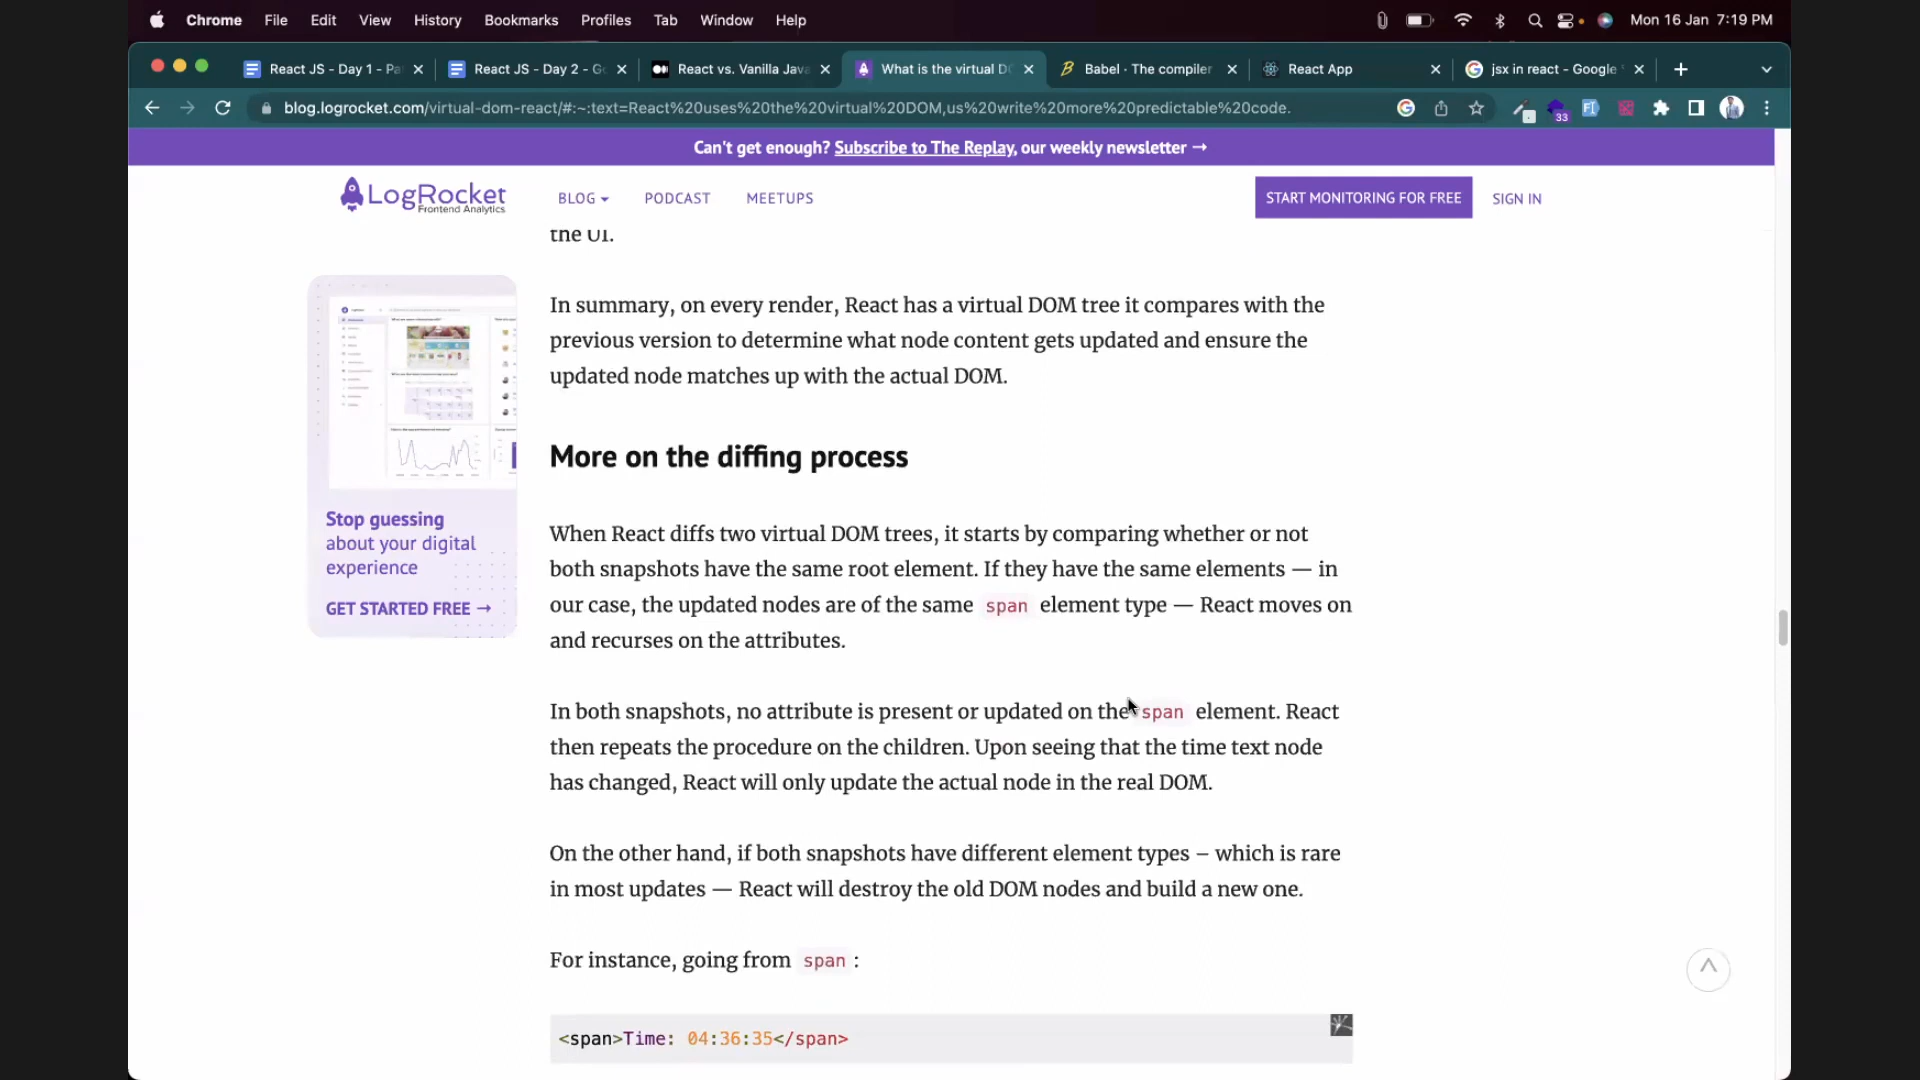 Chrome File Edit View History Bookmarks Profiles Tab Window Help Mon 16 Jan 7:19 PM
React JS - Day 1 - Pa React JS - Day 2 - Go React vs. Vanilla Java What is the virtual DO Babel · The compiler React App jsx in react - Google
blog.logrocket.com/virtual-dom-react/#:~:text=React%20uses%20the%20virtual%20DOM,us%20write%20more%20predictable%20code. 33
Can't get enough? Subscribe to The Replay, our weekly newsletter →
LogRocket BLOG PODCAST MEETUPS START MONITORING FOR FREE SIGN IN
Frontend Analytics
the UI.
In summary, on every render, React has a virtual DOM tree it compares with the
previous version to determine what node content gets updated and ensure the
updated node matches up with the actual DOM.
More on the diffing process
Stop guessing
about your digital
experience
GET STARTED FREE →
When React diffs two virtual DOM trees, it starts by comparing whether or not
both snapshots have the same root element. If they have the same elements — in
our case, the updated nodes are of the same span element type — React moves on
and recurses on the attributes.
In both snapshots, no attribute is present or updated on the span element. React
then repeats the procedure on the children. Upon seeing that the time text node
has changed, React will only update the actual node in the real DOM.
On the other hand, if both snapshots have different element types – which is rare
in most updates — React will destroy the old DOM nodes and build a new one.
For instance, going from span :
<span>Time: 04:36:35</span>